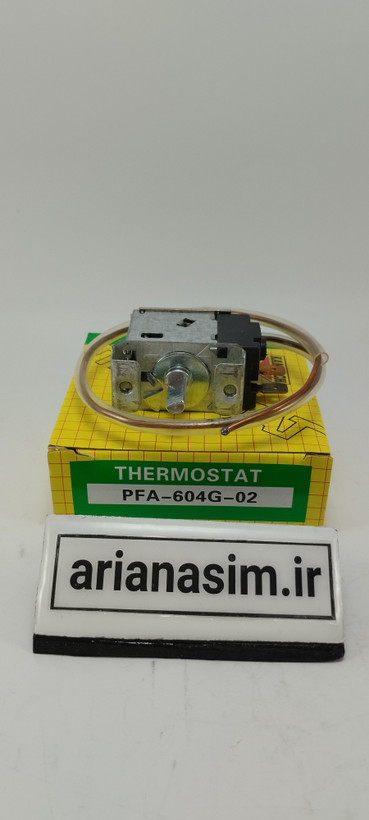 THERMOSTAT
PFA-604G-02
arianasim.ir